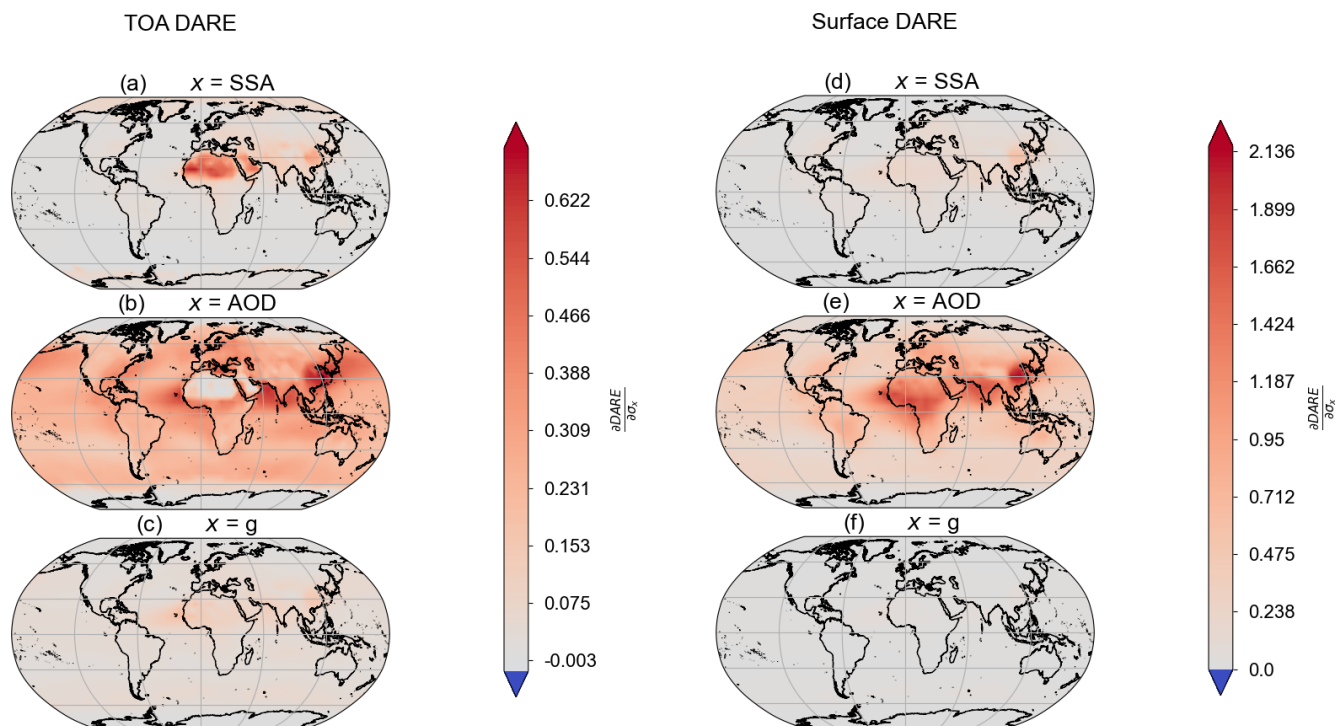 TOA DARE
(a) x = SSA
(b) x = AOD
(c) x = g
0.622
0.544
0.466
0.388
0.309
0.231
0.153
0.075
-0.003
∂DARE
∂σx
Surface DARE
(d) x = SSA
(e) x = AOD
(f) x = g
2.136
1.899
1.662
1.424
1.187
0.95
0.712
0.475
0.238
0.0
∂DARE
∂σx